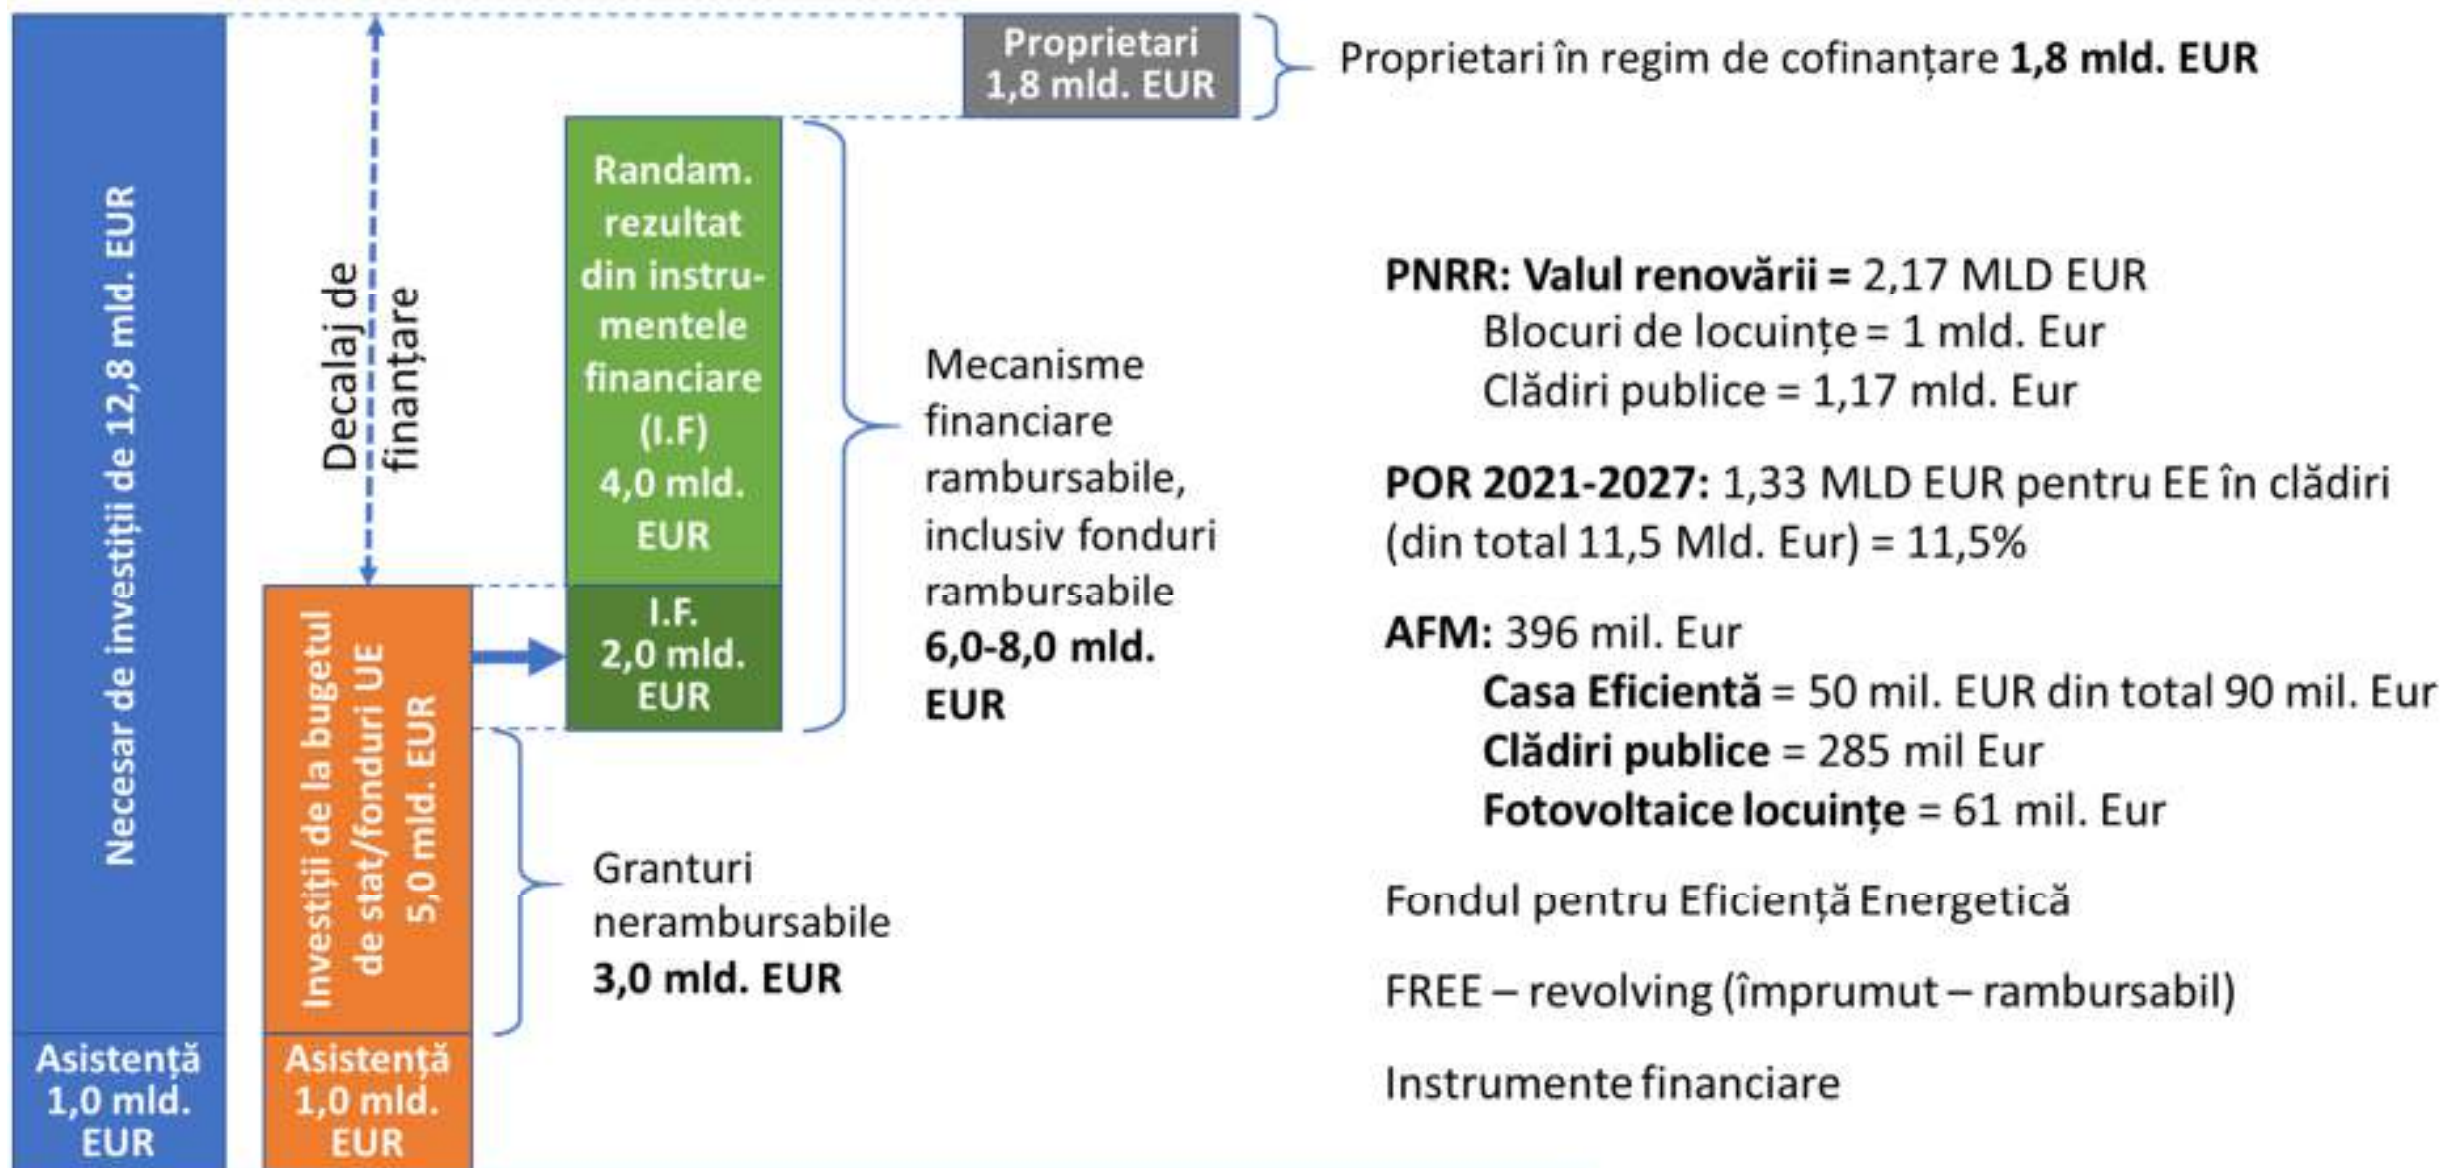 Necesar de investiții de 12,8 mld. EUR
Asistență
1,0 mld.
EUR
Decalaj de
finanțare
Investiții de la bugetul
de stat/fonduri UE
5,0 mld. EUR
Asistență
1,0 mld.
EUR
Randam.
rezultat
din instru-
mentele
financiare
(I.F)
4,0 mld.
EUR
I.F.
2,0 mld.
EUR
Granturi
nerambursabile
3,0 mld. EUR
Mecanisme
financiare
rambursabile,
inclusiv fonduri
rambursabile
6,0-8,0 mld.
EUR
Proprietari
1,8 mld. EUR
Proprietari în regim de cofinanțare 1,8 mld. EUR
PNRR: Valul renovării = 2,17 MLD EUR
Blocuri de locuințe = 1 mld. Eur
Clădiri publice = 1,17 mld. Eur
POR 2021-2027: 1,33 MLD EUR pentru EE în clădiri
(din total 11,5 Mld. Eur) = 11,5%
AFM: 396 mil. Eur
Casa Eficientă = 50 mil. EUR din total 90 mil. Eur
Clădiri publice = 285 mil Eur
Fotovoltaice locuințe = 61 mil. Eur
Fondul pentru Eficiență Energetică
FREE – revolving (împrumut – rambursabil)
Instrumente financiare